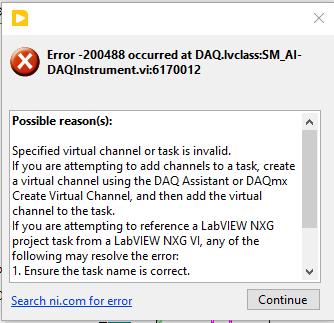 Error -200488 occurred at DAQ.lvclass:SM_AI-
DAQInstrument.vi:6170012
Possible reason(s):
Specified virtual channel or task is invalid.
If you are attempting to add channels to a task, create
a virtual channel using the DAQ Assistant or DAQmx
Create Virtual Channel, and then add the virtual
channel to the task.
If you are attempting to reference a LabVIEW NXG
project task from a LabVIEW NXG VI, any of the
following may resolve the error:
1. Ensure the task name is correct.
Search ni.com for error
Continue